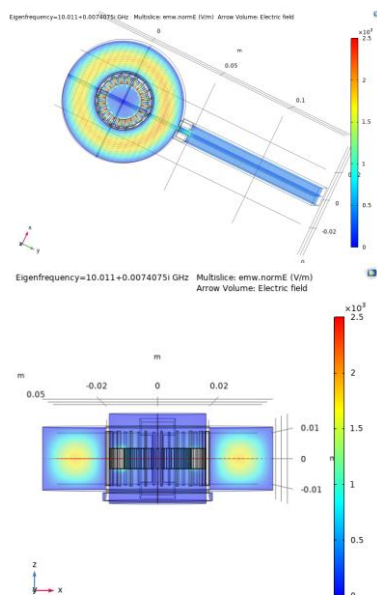 Eigenfrequency=10.011+0.0074075i GHz Multislice: emw.normE (V/m) Arrow Volume: Electric field
×10³
0
m
0.05
0.1
0
-0.02
0
2.5
2
1.5
1
0.5
0
x
y
z
Eigenfrequency=10.011+0.0074075i GHz Multislice: emw.normE (V/m)
Arrow Volume: Electric field
×10³
m
m
-0.02
0
0.02
0.05
0.01
0
m
-0.01
2.5
2
1.5
1
0.5
0
z
y
x